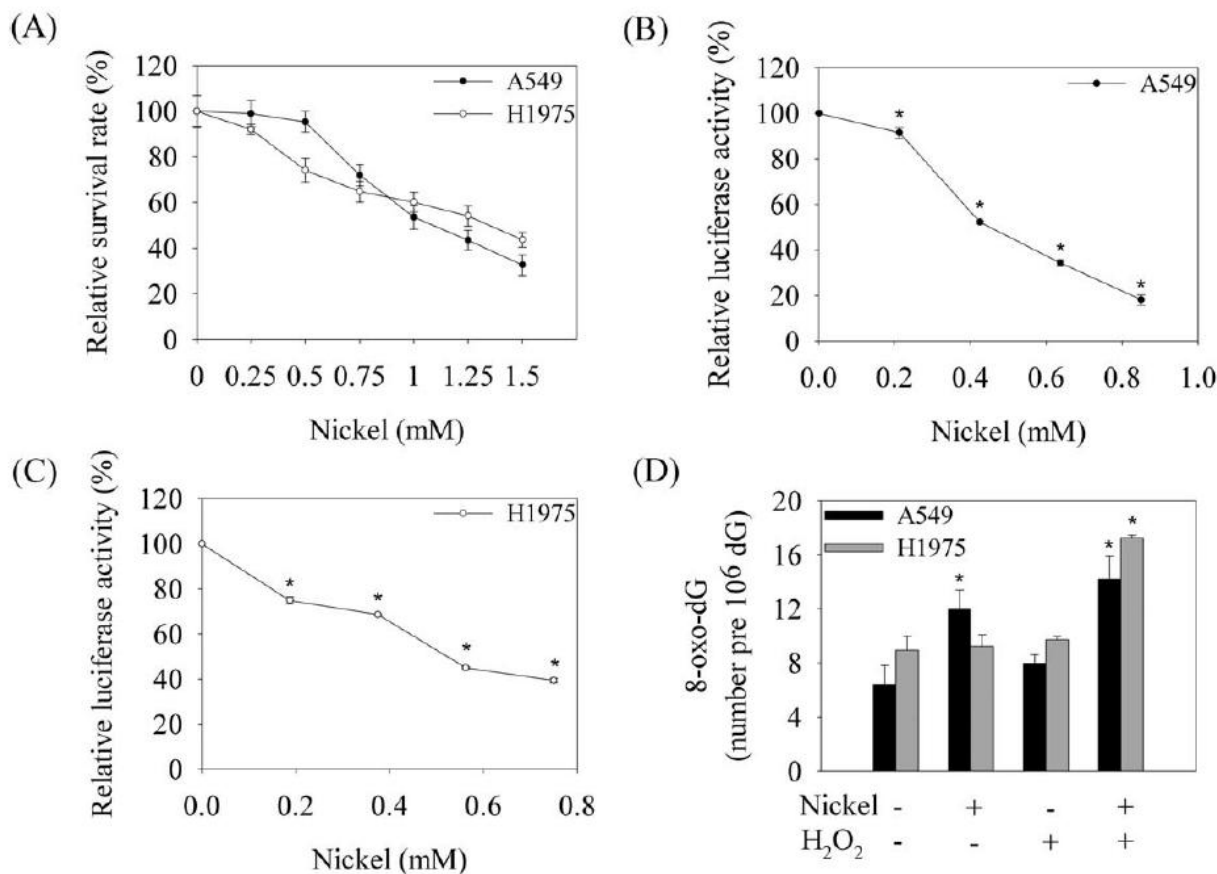 (A)
Relative survival rate (%)
120
100
80
60
40
20
0
A549
H1975
0 0.25 0.5 0.75 1 1.25 1.5
Nickel (mM)
(B)
Relative luciferase activity (%)
120
100
80
60
40
20
0
A549
* * * *
0.0 0.2 0.4 0.6 0.8 1.0
Nickel (mM)
(C)
Relative luciferase activity (%)
120
100
80
60
40
20
0
H1975
* * * *
0.0 0.2 0.4 0.6 0.8
Nickel (mM)
(D)
8-oxo-dG
(number pre 10⁶ dG)
20
16
12
8
4
0
A549
H1975
* * *
Nickel - + - +
H₂O₂ - - + +